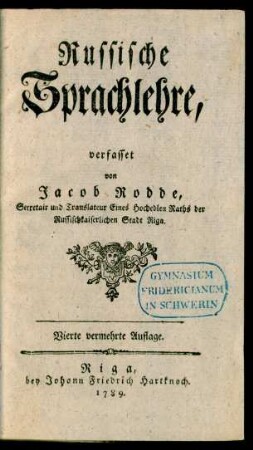 Russische
Sprachlehre,
verfasset
von
Jacob Rodde,
Secretair und Translateur Eines Hochedlen Raths der
Russischkaiserlichen Stadt Riga.
GYMNASIUM
FRIDERICIANUM
IN SCHWERIN
Vierte vermehrte Auflage.
Riga,
bey Johann Friedrich Hartknoch.
1789.